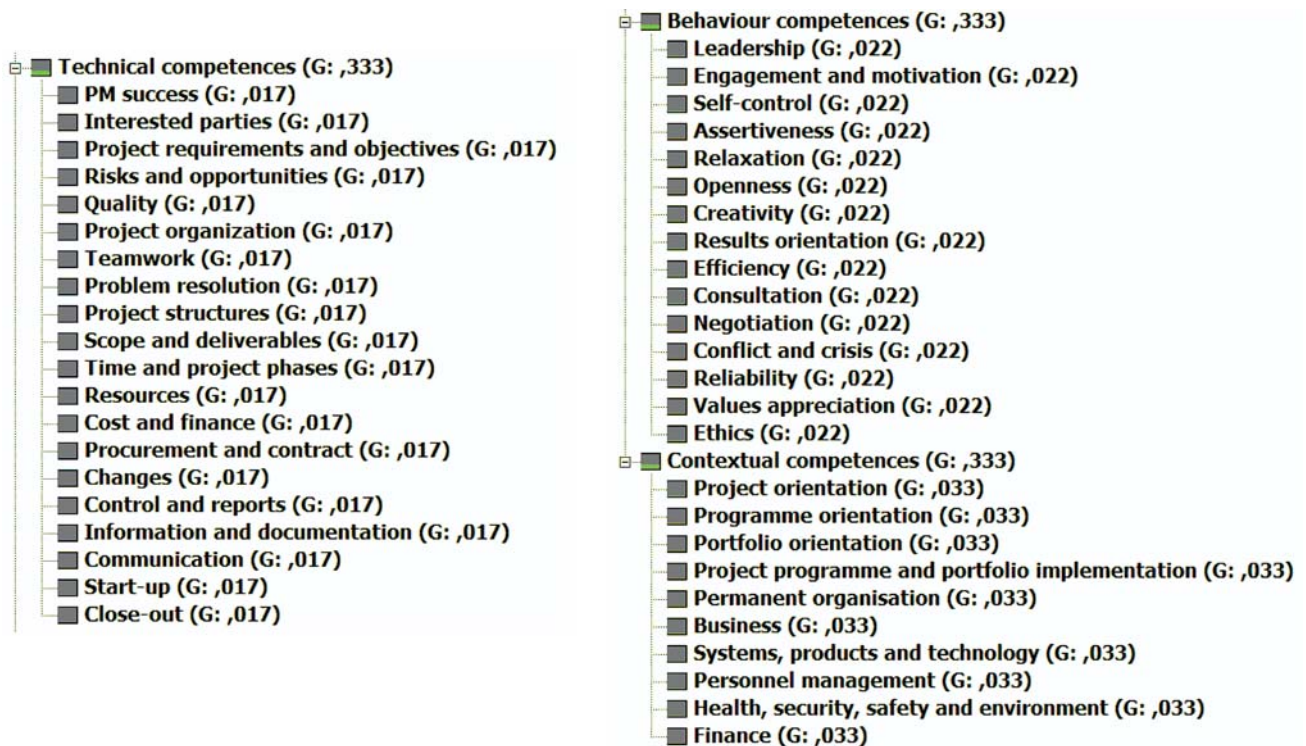 Technical competences (G: ,333)
PM success (G: ,017)
Interested parties (G: ,017)
Project requirements and objectives (G: ,017)
Risks and opportunities (G: ,017)
Quality (G: ,017)
Project organization (G: ,017)
Teamwork (G: ,017)
Problem resolution (G: ,017)
Project structures (G: ,017)
Scope and deliverables (G: ,017)
Time and project phases (G: ,017)
Resources (G: ,017)
Cost and finance (G: ,017)
Procurement and contract (G: ,017)
Changes (G: ,017)
Control and reports (G: ,017)
Information and documentation (G: ,017)
Communication (G: ,017)
Start-up (G: ,017)
Close-out (G: ,017)
Behaviour competences (G: ,333)
Leadership (G: ,022)
Engagement and motivation (G: ,022)
Self-control (G: ,022)
Assertiveness (G: ,022)
Relaxation (G: ,022)
Openness (G: ,022)
Creativity (G: ,022)
Results orientation (G: ,022)
Efficiency (G: ,022)
Consultation (G: ,022)
Negotiation (G: ,022)
Conflict and crisis (G: ,022)
Reliability (G: ,022)
Values appreciation (G: ,022)
Ethics (G: ,022)
Contextual competences (G: ,333)
Project orientation (G: ,033)
Programme orientation (G: ,033)
Portfolio orientation (G: ,033)
Project programme and portfolio implementation (G: ,033)
Permanent organisation (G: ,033)
Business (G: ,033)
Systems, products and technology (G: ,033)
Personnel management (G: ,033)
Health, security, safety and environment (G: ,033)
Finance (G: ,033)